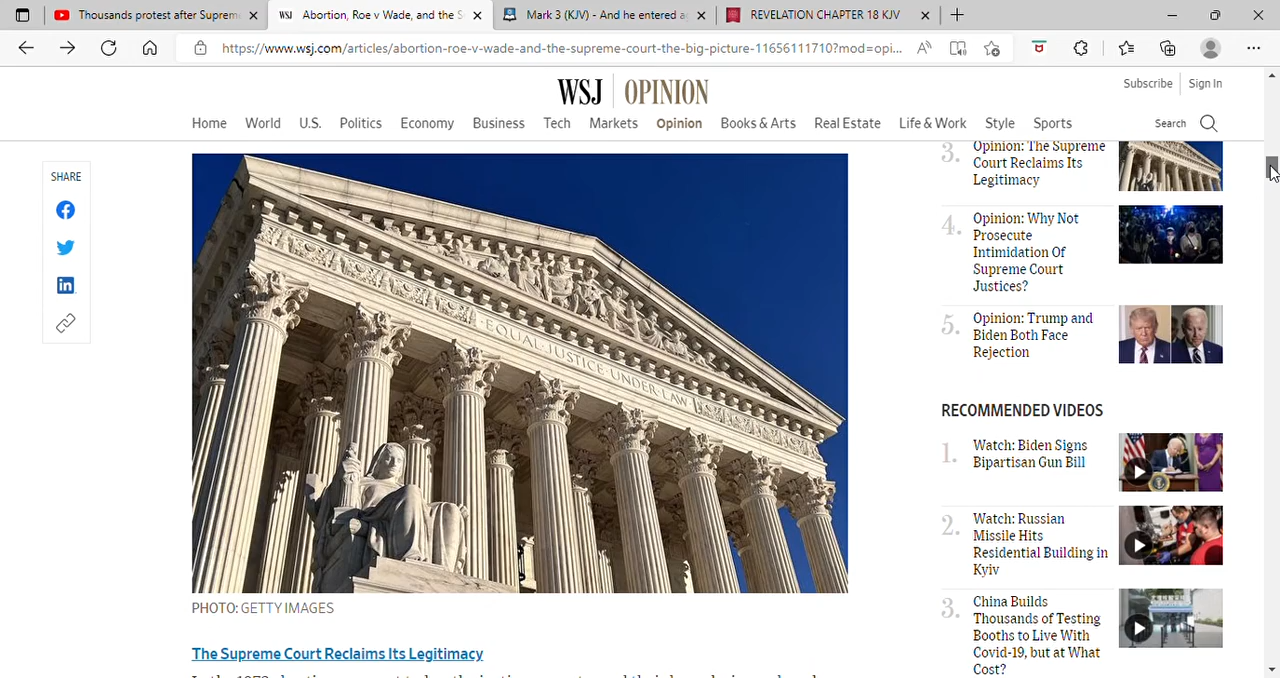 Thousands protest after Suprem
Abortion, Roe v Wade, and the S
Mark 3 (KJV) - And he entered a
REVELATION CHAPTER 18 KJV
https://www.wsj.com/articles/abortion-roe-v-wade-and-the-supreme-court-the-big-picture-11656111710?mod=opi...
WSJ OPINION
Subscribe
Sign In
Home World U.S. Politics Economy Business Tech Markets Opinion Books & Arts Real Estate Life & Work Style Sports
Search
SHARE
EQUAL JUSTICE UNDER LAW
PHOTO: GETTY IMAGES
The Supreme Court Reclaims Its Legitimacy
3. Opinion: The Supreme
Court Reclaims Its
Legitimacy
4. Opinion: Why Not
Prosecute
Intimidation Of
Supreme Court
Justices?
5. Opinion: Trump and
Biden Both Face
Rejection
RECOMMENDED VIDEOS
1. Watch: Biden Signs
Bipartisan Gun Bill
2. Watch: Russian
Missile Hits
Residential Building in
Kyiv
3. China Builds
Thousands of Testing
Booths to Live With
Covid-19, but at What
Cost?